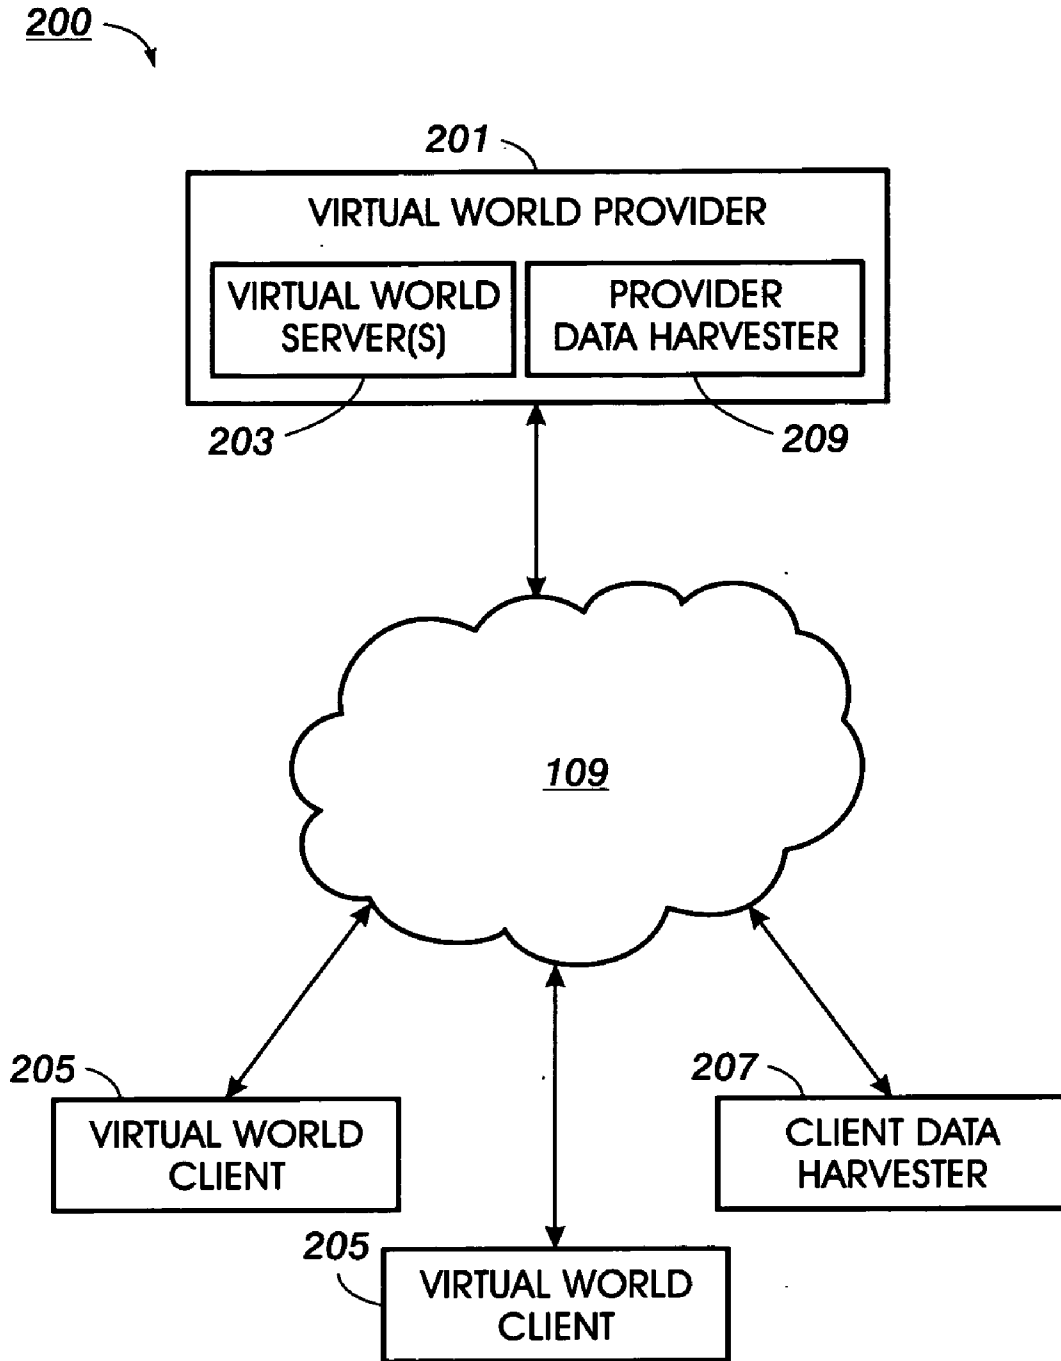 200
201
VIRTUAL WORLD PROVIDER
VIRTUAL WORLD
SERVER(S)
PROVIDER
DATA HARVESTER
203
209
109
205
VIRTUAL WORLD
CLIENT
207
CLIENT DATA
HARVESTER
205
VIRTUAL WORLD
CLIENT